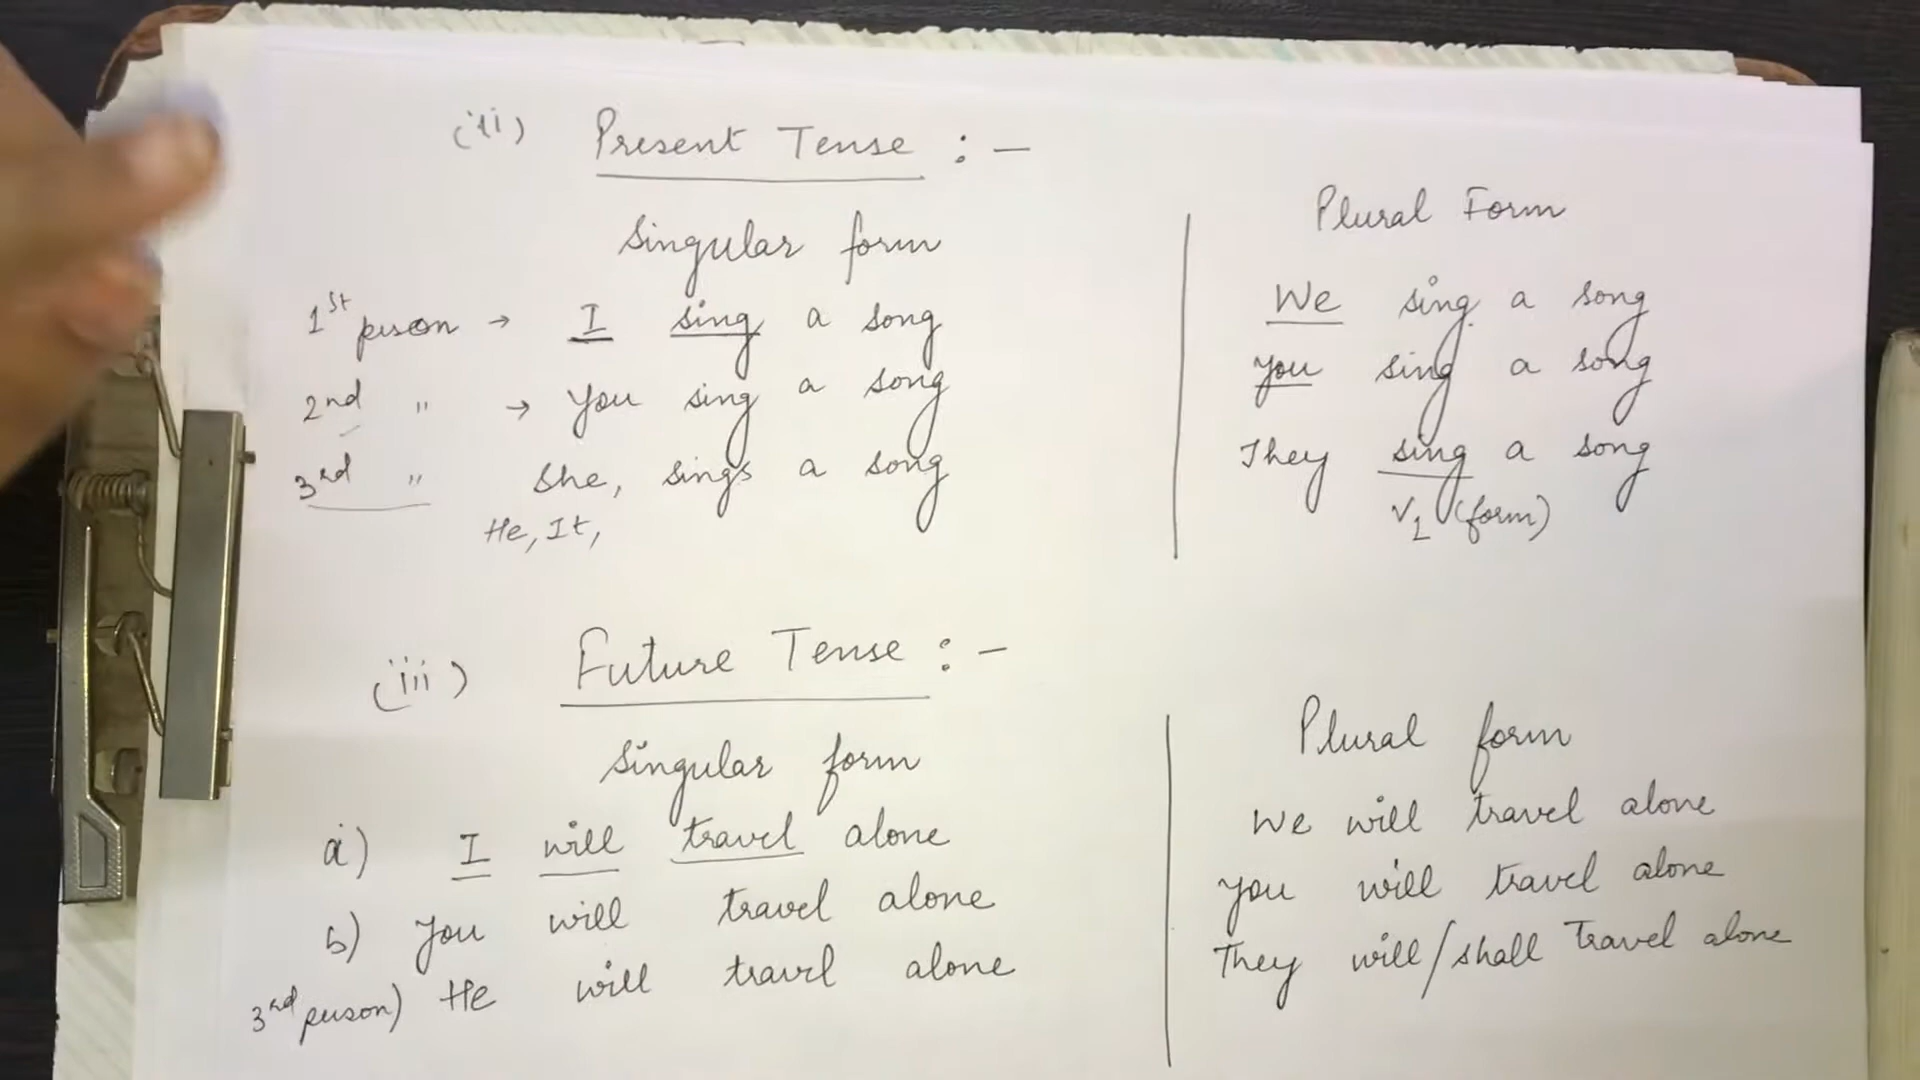 (ii) Present Tense : -
Singular form
1st person → I sing a song
2nd " → You sing a song
3rd " She, sings a song
He, It,
Plural Form
We sing a song
you sing a song
They sing a song
V1 (form)
(iii) Future Tense : -
Singular form
a) I will travel alone
b) you will travel alone
3rd person) He will travel alone
Plural form
We will travel alone
you will travel alone
They will/shall Travel alone